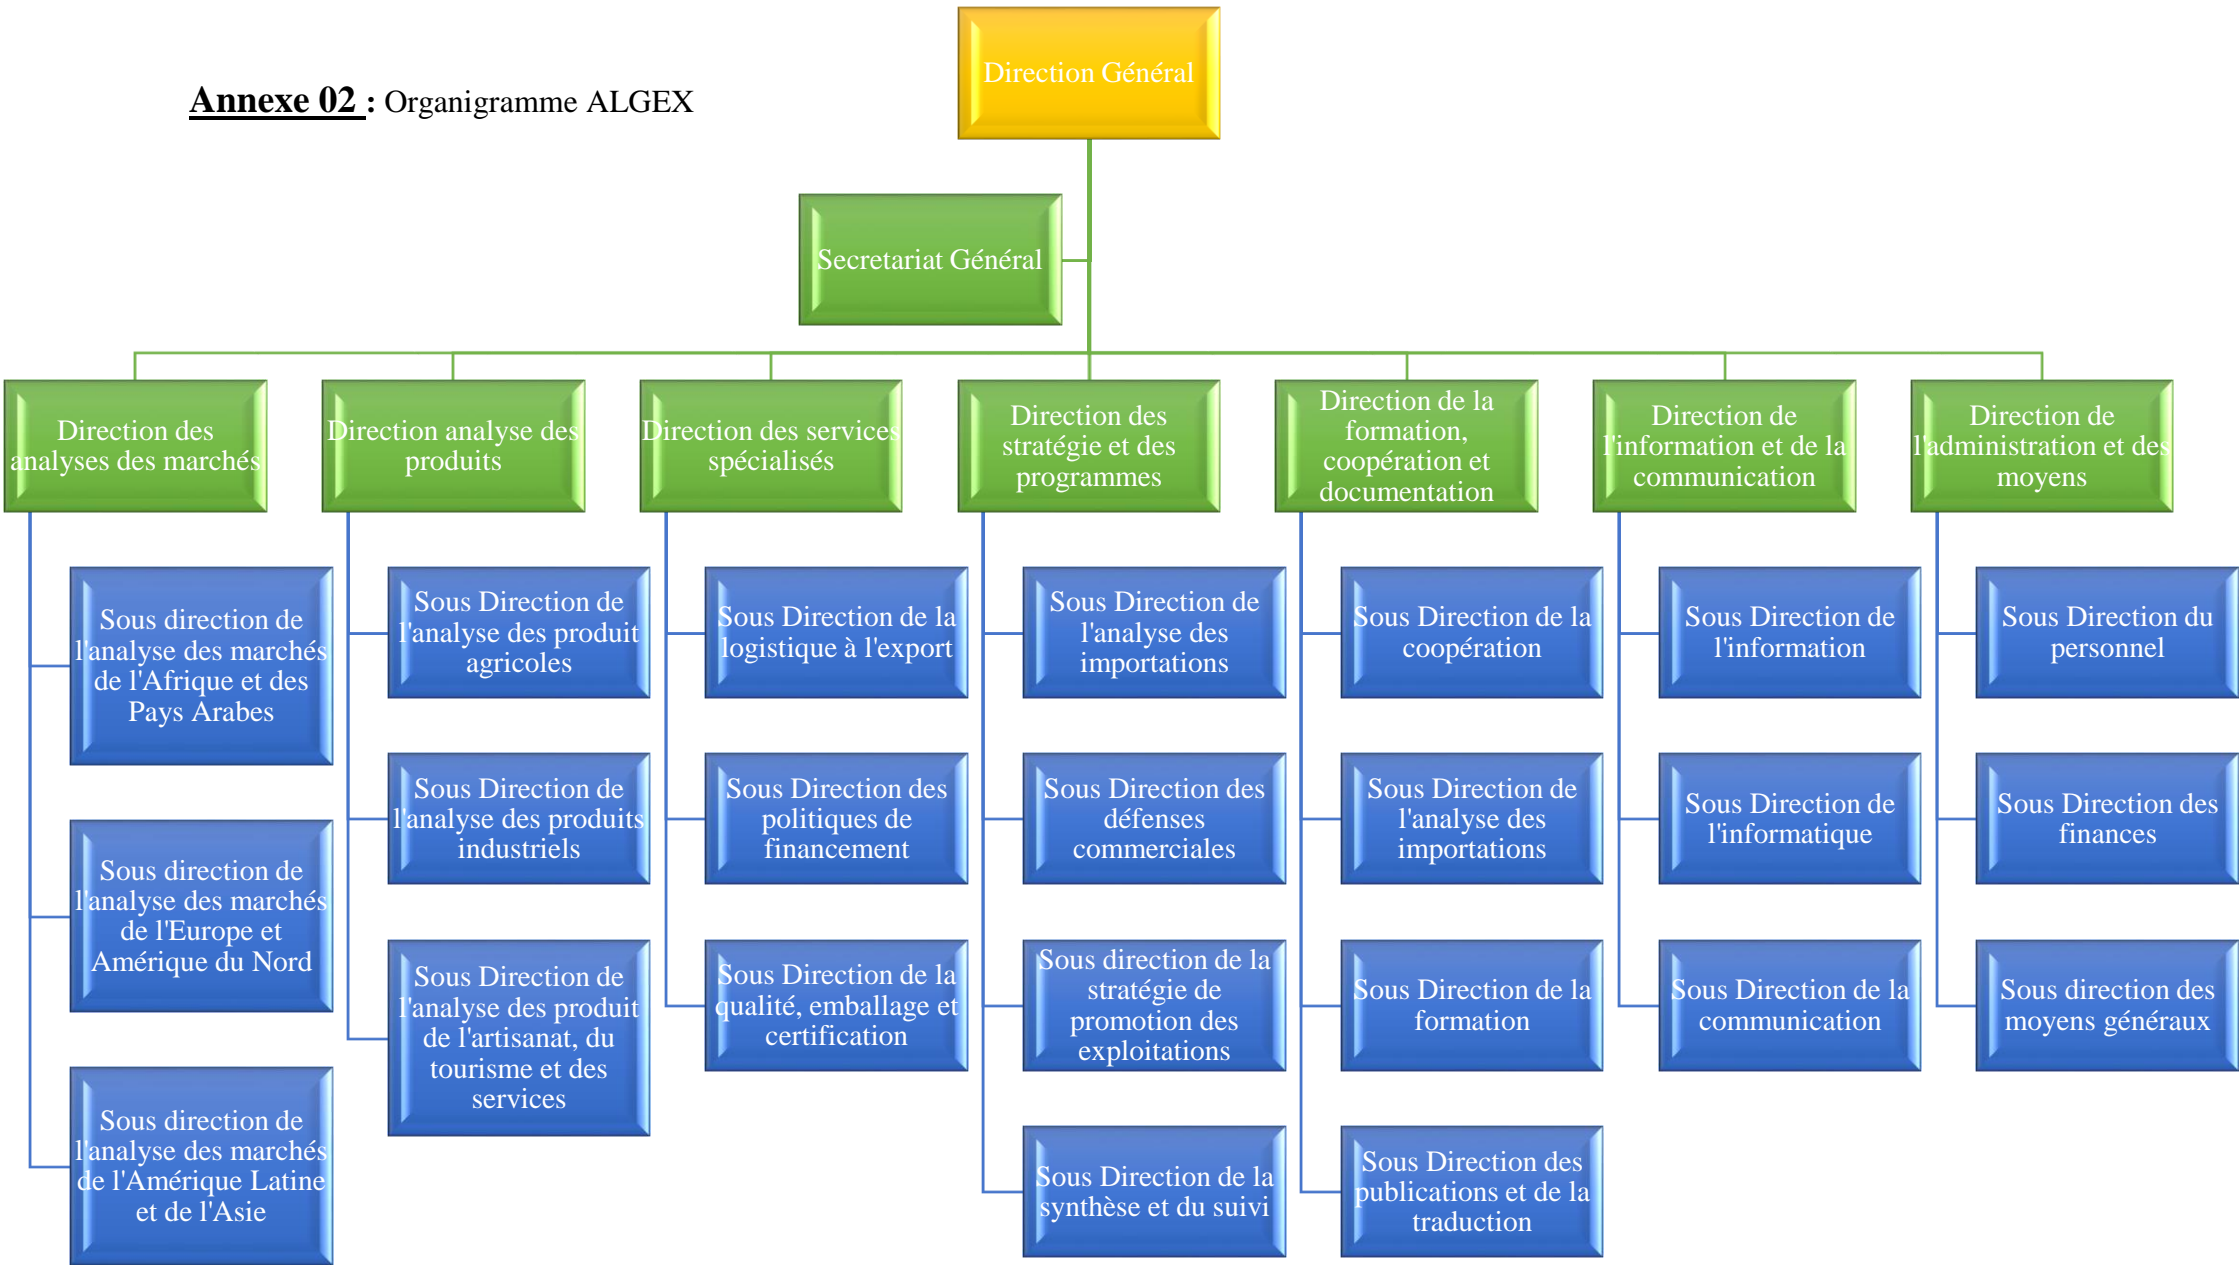 Direction Général
Annexe 02 : Organigramme ALGEX
Secretariat Général
Direction des
analyses des marchés
Direction analyse des
produits
Direction des services
spécialisés
Direction des
stratégie et des
programmes
Direction de la
formation,
coopération et
documentation
Direction de
l'information et de la
communication
Direction de
l'administration et des
moyens
Sous direction de
l'analyse des marchés
de l'Afrique et des
Pays Arabes
Sous direction de
l'analyse des marchés
de l'Europe et
Amérique du Nord
Sous direction de
l'analyse des marchés
de l'Amérique Latine
et de l'Asie
Sous Direction de
l'analyse des produit
agricoles
Sous Direction de
l'analyse des produits
industriels
Sous Direction de
l'analyse des produit
de l'artisanat, du
tourisme et des
services
Sous Direction de la
logistique à l'export
Sous Direction des
politiques de
financement
Sous Direction de la
qualité, emballage et
certification
Sous Direction de
l'analyse des
importations
Sous Direction des
défenses
commerciales
Sous direction de la
stratégie de
promotion des
exploitations
Sous Direction de la
synthèse et du suivi
Sous Direction de la
coopération
Sous Direction de
l'analyse des
importations
Sous Direction de la
formation
Sous Direction des
publications et de la
traduction
Sous Direction de
l'information
Sous Direction de
l'informatique
Sous Direction de la
communication
Sous Direction du
personnel
Sous Direction des
finances
Sous direction des
moyens généraux